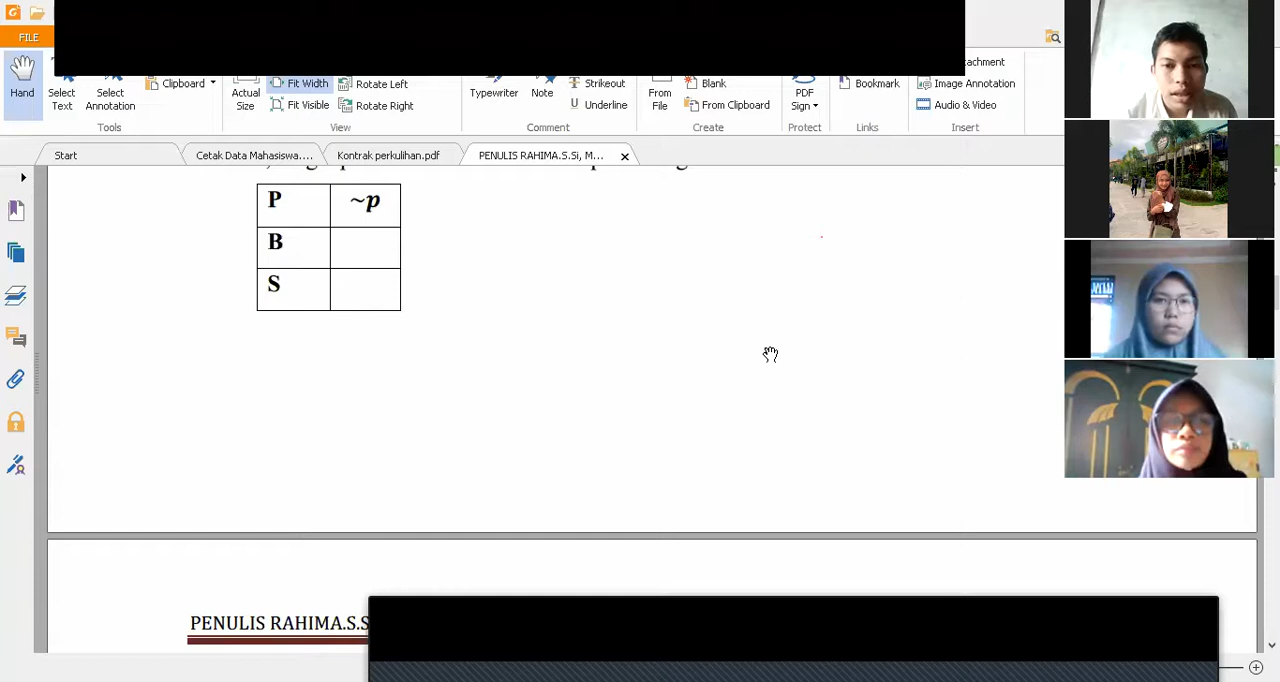 FILE
Hand
Select
Text
Select
Annotation
Clipboard
Tools
Actual
Size
Fit Width
Fit Visible
Rotate Left
Rotate Right
View
Typewriter
Note
Strikeout
Underline
Comment
From
File
Blank
From Clipboard
Create
PDF
Sign
Protect
Bookmark
Links
Image Annotation
Audio & Video
Insert
Start
Cetak Data Mahasiswa....
Kontrak perkulihan.pdf
PENULIS RAHIMA.S.Si, M...
P ~p
B
S
PENULIS RAHIMA.S.S